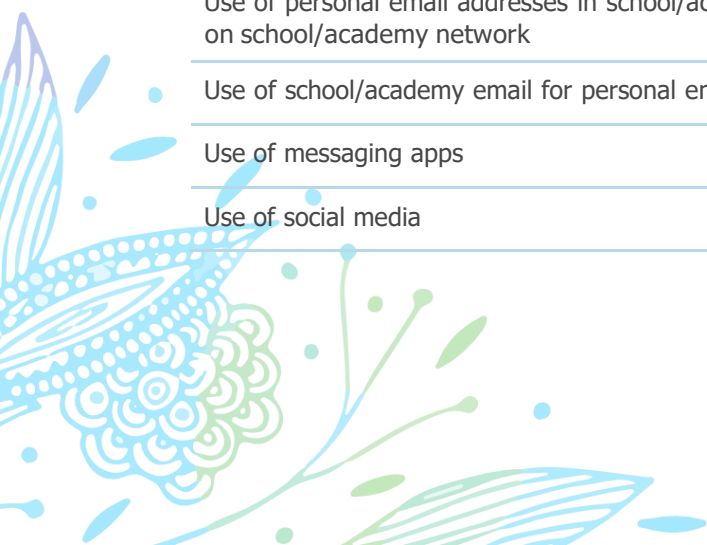 Use of personal email addresses in school/ac
on school/academy network
Use of school/academy email for personal e
Use of messaging apps
Use of social media